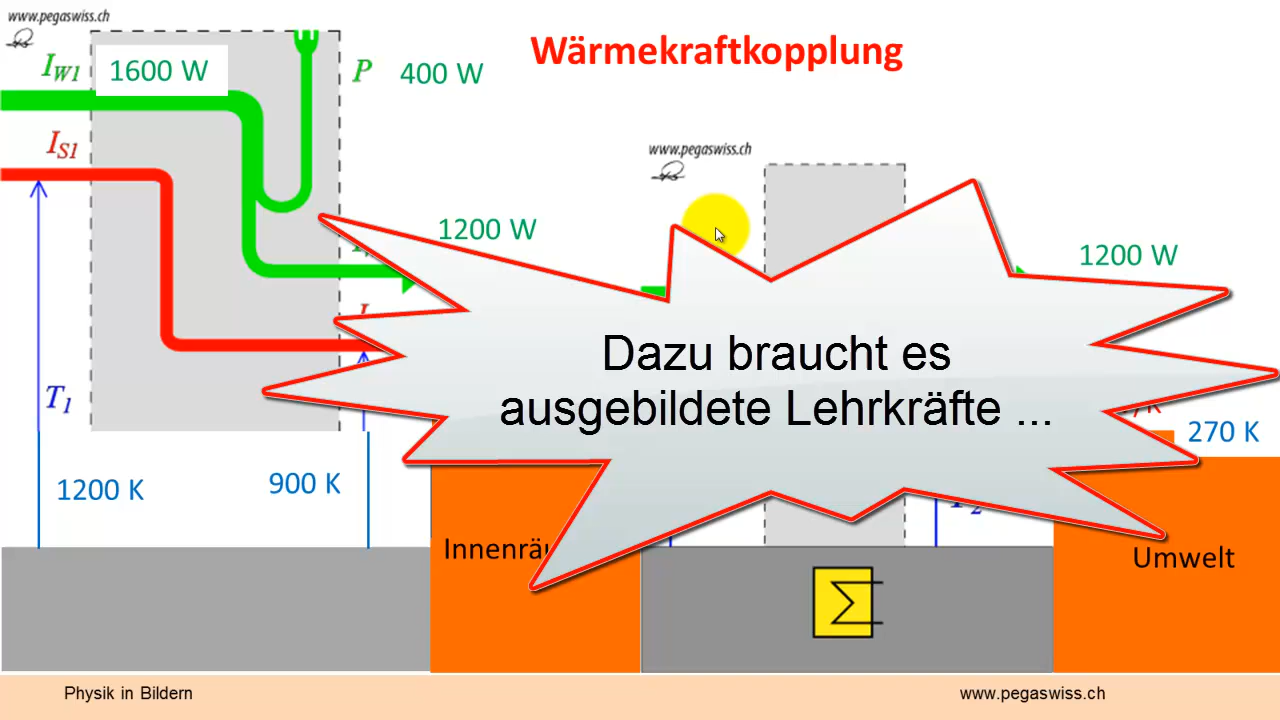 www.pegaswiss.ch
Wärmekraftkopplung
I_W1
1600 W
P
400 W
I_S1
www.pegaswiss.ch
1200 W
1200 W
Dazu braucht es
ausgebildete Lehrkräfte ...
T_1
270 K
1200 K
900 K
Umwelt
Physik in Bildern
www.pegaswiss.ch